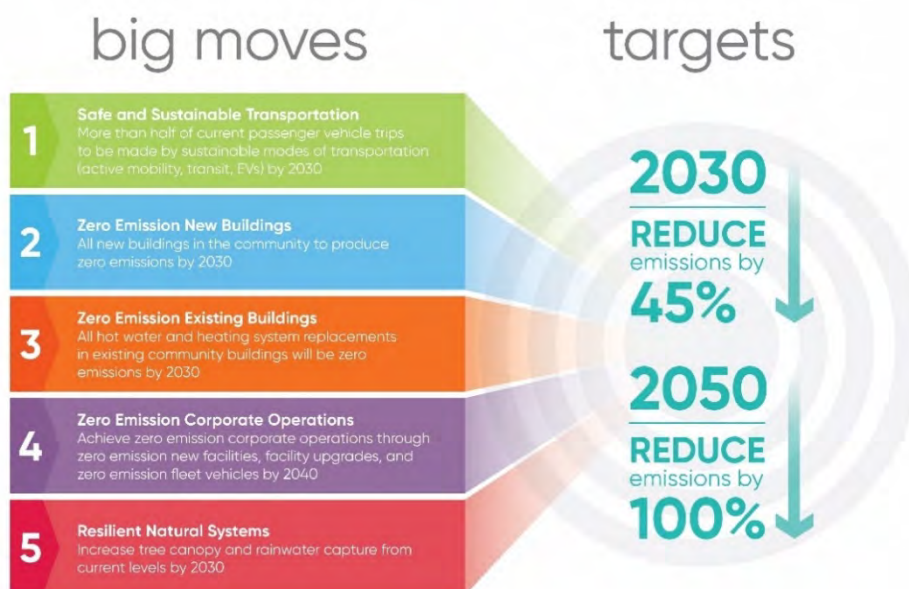 big moves
1
Safe and Sustainable Transportation
More than half of current passenger vehicle trips
to be made by sustainable modes of transportation
(active mobility, transit, EVs) by 2030
2
Zero Emission New Buildings
All new buildings in the community to produce
zero emissions by 2030
3
Zero Emission Existing Buildings
All hot water and heating system replacements
in existing community buildings will be zero
emissions by 2030
4
Zero Emission Corporate Operations
Achieve zero emission corporate operations through
zero emission new facilities, facility upgrades, and
zero emission fleet vehicles by 2040
5
Resilient Natural Systems
Increase tree canopy and rainwater capture from
current levels by 2030
targets
2030
REDUCE
emissions by
45%
2050
REDUCE
emissions by
100%